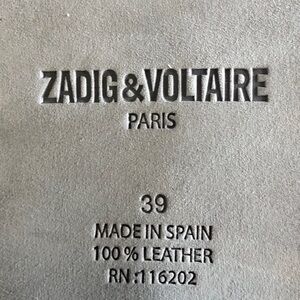 ZADIG & VOLTAIRE
PARIS
39
MADE IN SPAIN
100 % LEATHER
RN :116202